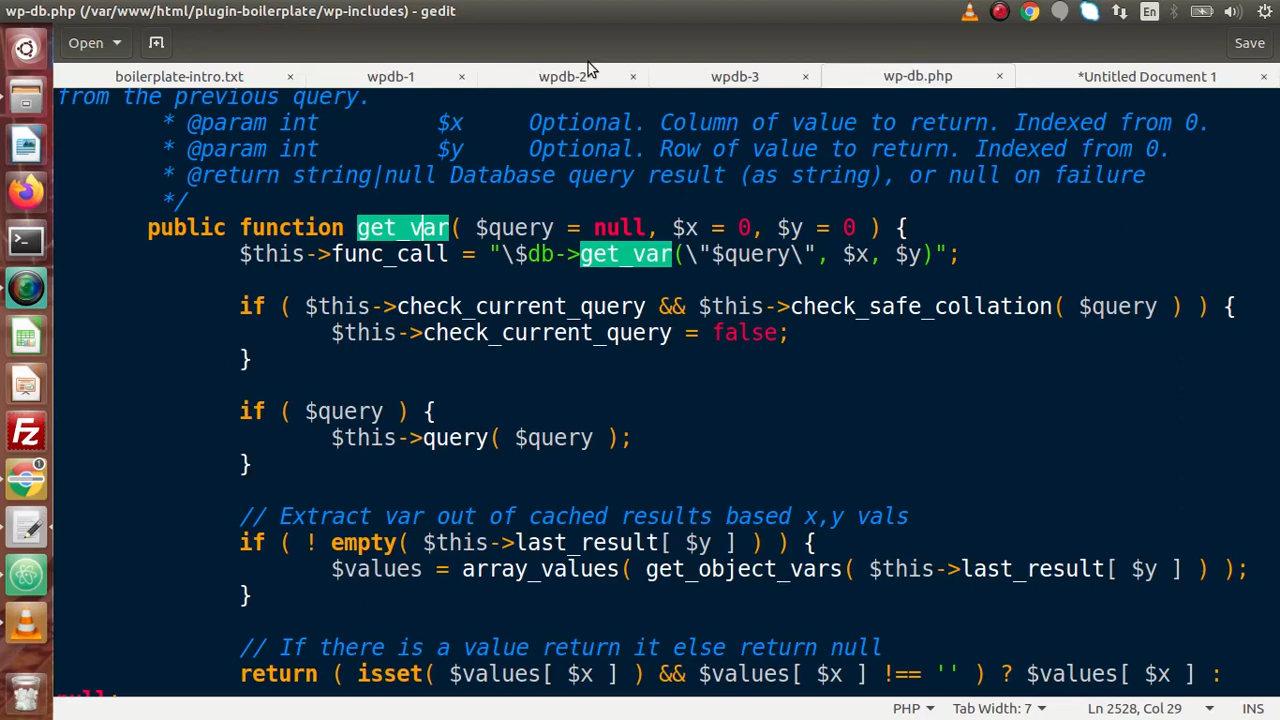 wp-db.php (/var/www/html/plugin-boilerplate/wp-includes) - gedit
En
Open
Save
boilerplate-intro.txt × wpdb-1 × wpdb-2 × wpdb-3 × wp-db.php × *Untitled Document 1 ×
from the previous query.
* @param int $x Optional. Column of value to return. Indexed from 0.
* @param int $y Optional. Row of value to return. Indexed from 0.
* @return string|null Database query result (as string), or null on failure
*/
public function get_var( $query = null, $x = 0, $y = 0 ) {
$this->func_call = "\$db->get_var(\"$query\", $x, $y)";
if ( $this->check_current_query && $this->check_safe_collation( $query ) ) {
$this->check_current_query = false;
}
if ( $query ) {
$this->query( $query );
}
// Extract var out of cached results based x,y vals
if ( ! empty( $this->last_result[ $y ] ) ) {
$values = array_values( get_object_vars( $this->last_result[ $y ] ) );
}
// If there is a value return it else return null
return ( isset( $values[ $x ] ) && $values[ $x ] !== '' ) ? $values[ $x ] :
null;
Fz
1
PHP Tab Width: 7 Ln 2528, Col 29 INS